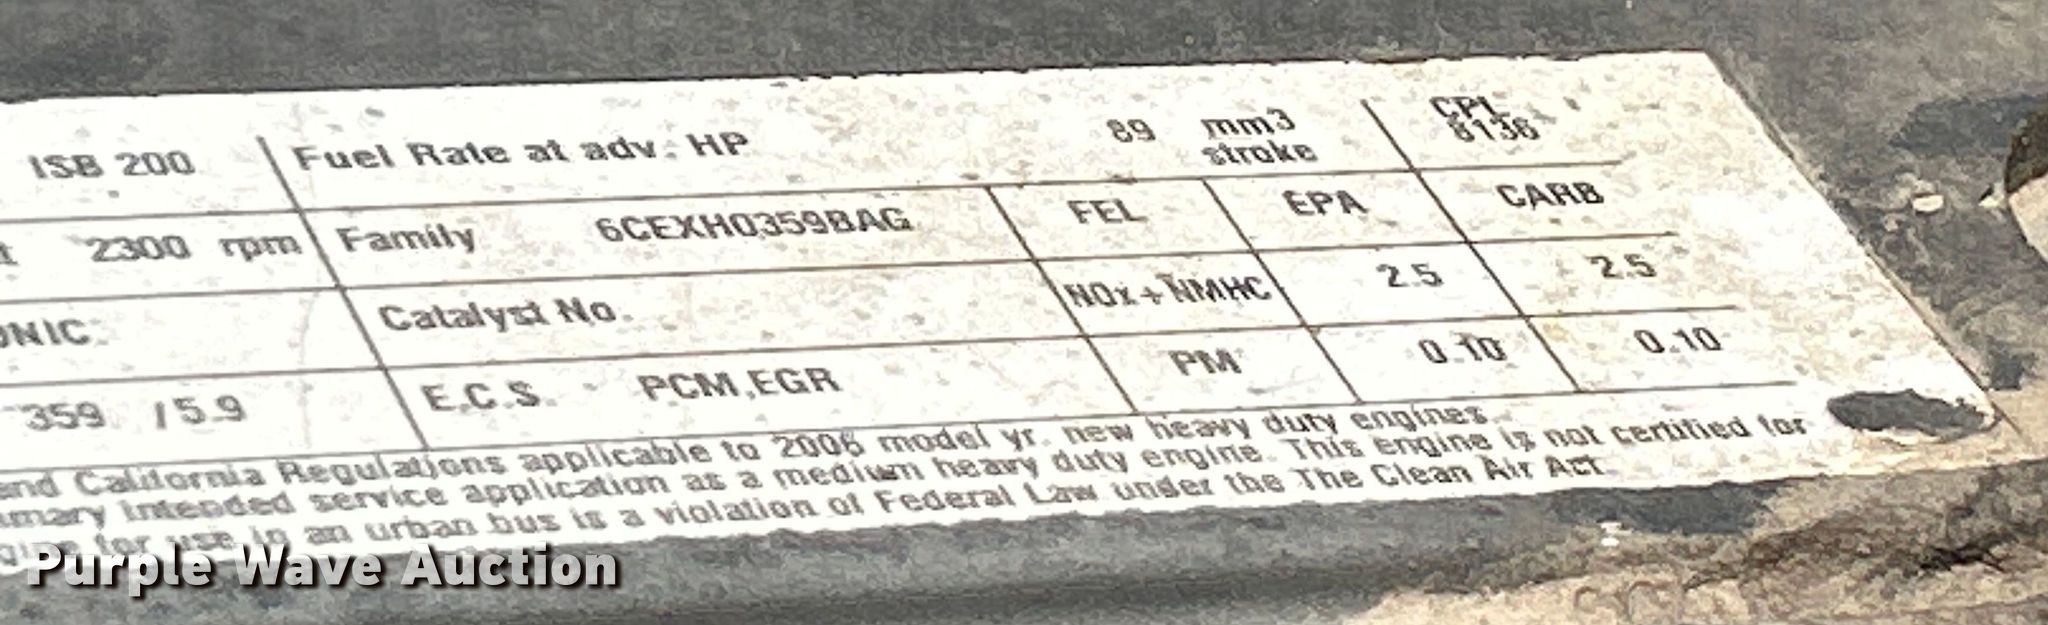 ISB 200 Fuel Rate at adv. HP 89 mm3 stroke CPL 8136
2300 rpm Family 6CEXH0359BAG FEL EPA CARB
ONIC. Catalyst No. NOx+NMHC 2.5 2.5
359 / 5.9 E.C.S. PCM,EGR PM 0.10 0.10
and California Regulations applicable to 2006 model yr. new heavy duty engines.
mary intended service application as a medium heavy duty engine. This engine is not certified for
gine for use in an urban bus is a violation of Federal Law under the The Clean Air Act.
Purple Wave Auction